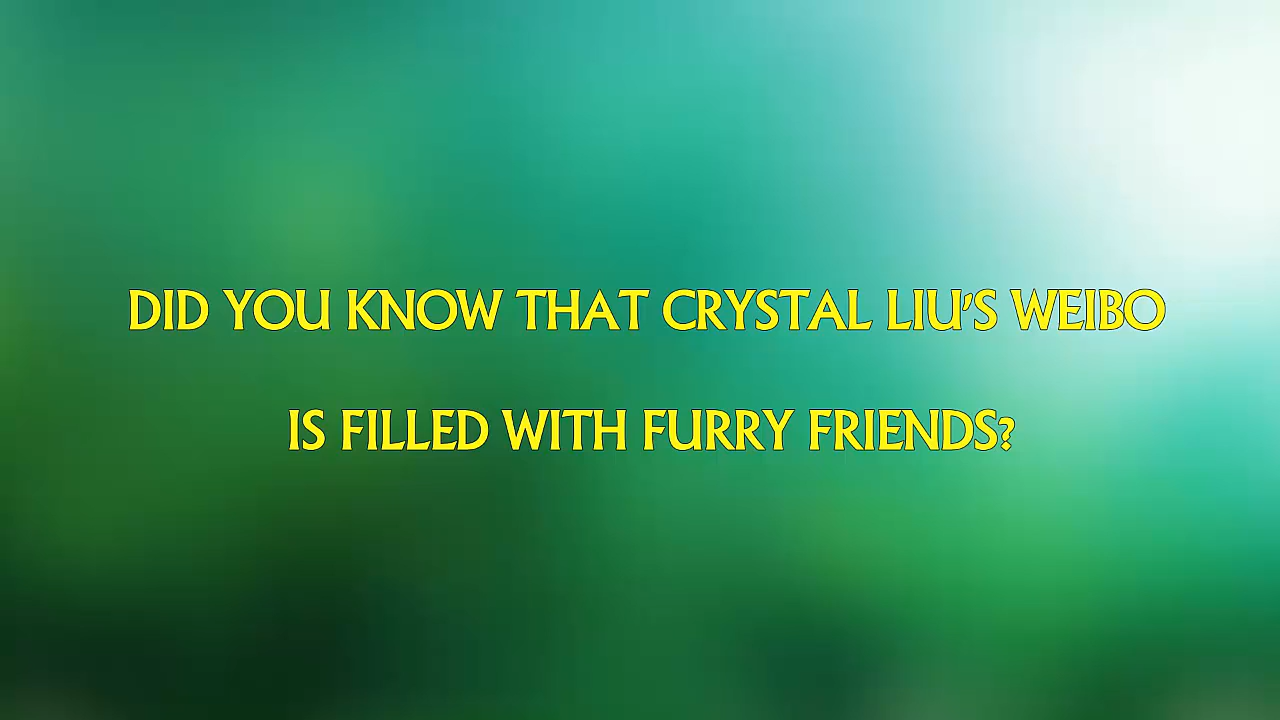 DID YOU KNOW THAT CRYSTAL LIU'S WEIBO
IS FILLED WITH FURRY FRIENDS?